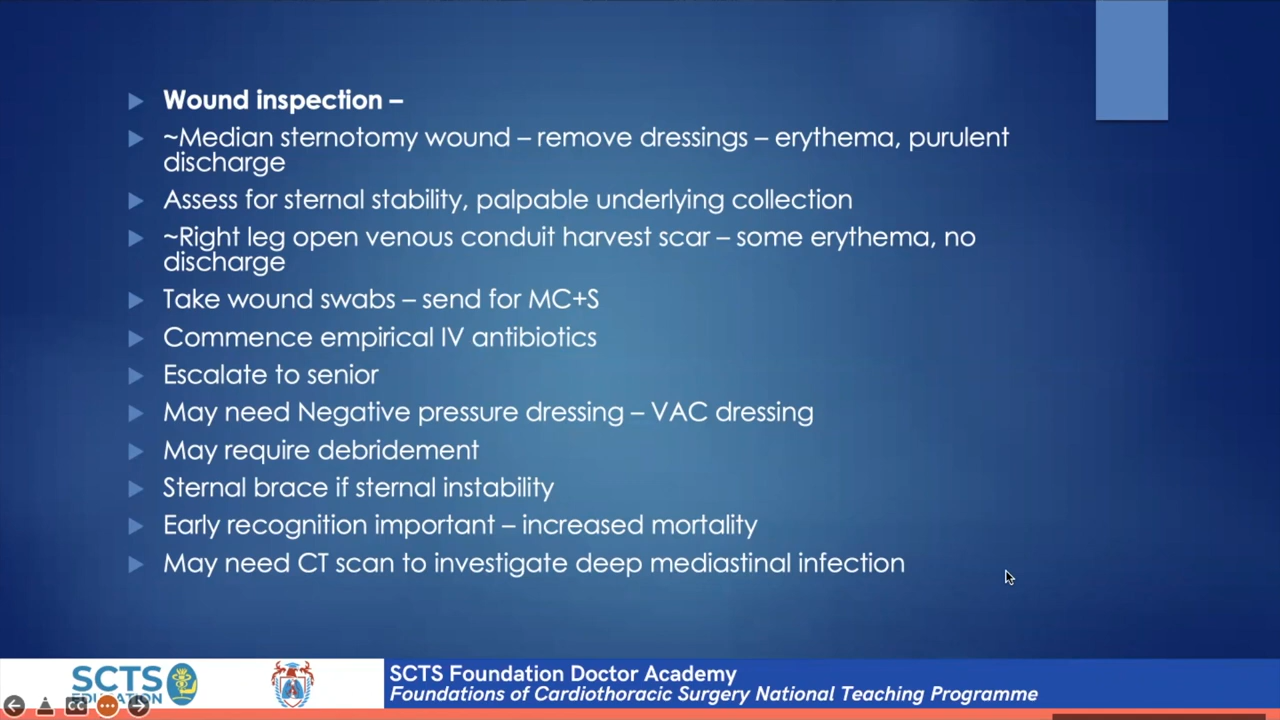 Wound inspection –
~Median sternotomy wound – remove dressings – erythema, purulent
discharge
Assess for sternal stability, palpable underlying collection
~Right leg open venous conduit harvest scar – some erythema, no
discharge
Take wound swabs – send for MC+S
Commence empirical IV antibiotics
Escalate to senior
May need Negative pressure dressing – VAC dressing
May require debridement
Sternal brace if sternal instability
Early recognition important – increased mortality
May need CT scan to investigate deep mediastinal infection
SCTS
EDUCATION
SCTS Foundation Doctor Academy
Foundations of Cardiothoracic Surgery National Teaching Programme
CC